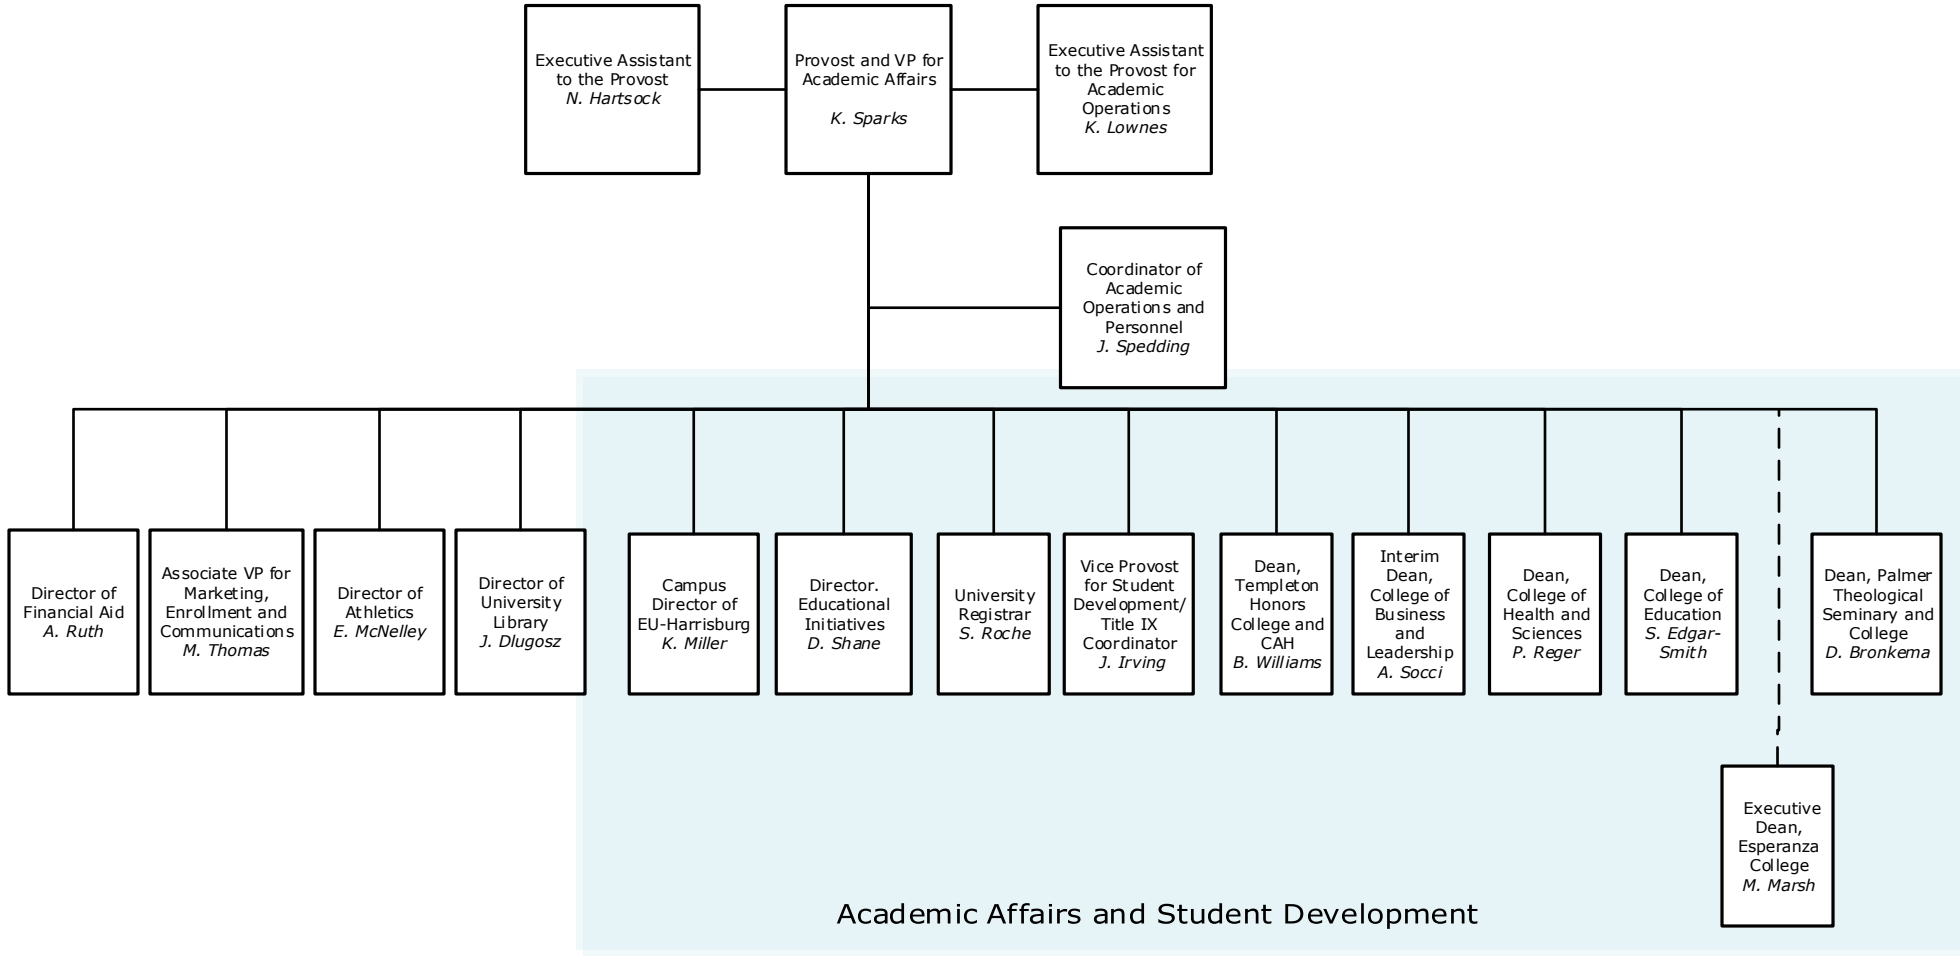 Executive Assistant
to the Provost
N. Hartsock
Provost and VP for
Academic Affairs
K. Sparks
Executive Assistant
to the Provost for
Academic
Operations
K. Lownes
Coordinator of
Academic
Operations and
Personnel
J. Spedding
Director of
Financial Aid
A. Ruth
Associate VP for
Marketing,
Enrollment and
Communications
M. Thomas
Director of
Athletics
E. McNelley
Director of
University
Library
J. Dlugosz
Campus
Director of
EU-Harrisburg
K. Miller
Director.
Educational
Initiatives
D. Shane
University
Registrar
S. Roche
Vice Provost
for Student
Development/
Title IX
Coordinator
J. Irving
Dean,
Templeton
Honors
College and
CAH
B. Williams
Interim
Dean,
College of
Business
and
Leadership
A. Socci
Dean,
College of
Health and
Sciences
P. Reger
Dean,
College of
Education
S. Edgar-
Smith
Dean, Palmer
Theological
Seminary and
College
D. Bronkema
Executive
Dean,
Esperanza
College
M. Marsh
Academic Affairs and Student Development